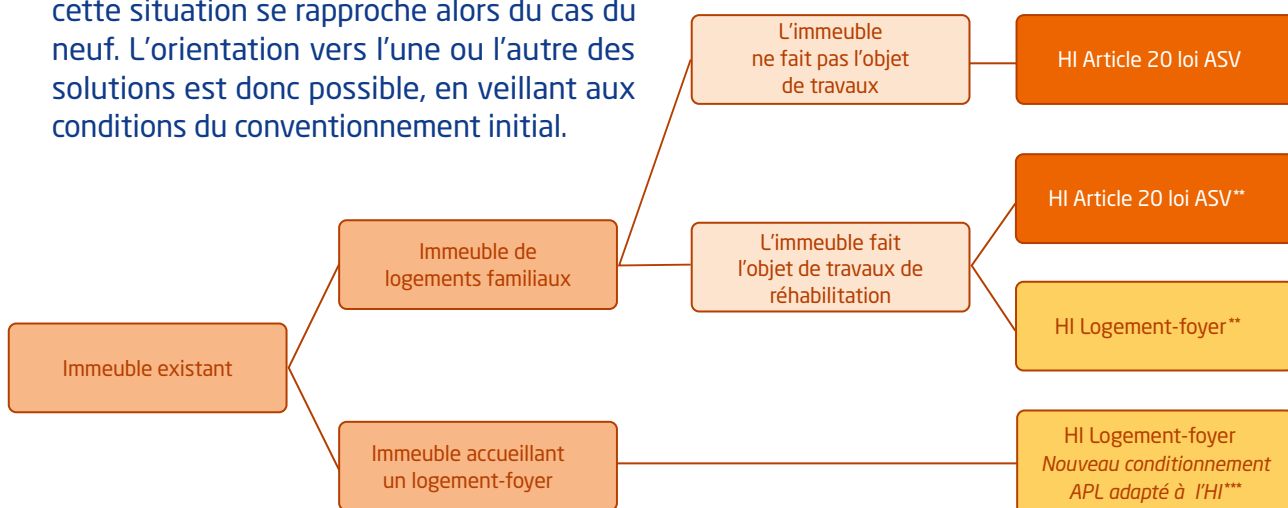 cette situation se rapproche alors du cas du
neuf. L'orientation vers l'une ou l'autre des
solutions est donc possible, en veillant aux
conditions du conventionnement initial.
L'immeuble
ne fait pas l'objet
de travaux
HI Article 20 loi ASV
HI Article 20 loi ASV**
Immeuble de
logements familiaux
L'immeuble fait
l'objet de travaux de
réhabilitation
HI Logement-foyer**
Immeuble existant
Immeuble accueillant
un logement-foyer
HI Logement-foyer
Nouveau conditionnement
APL adapté à l'HI***